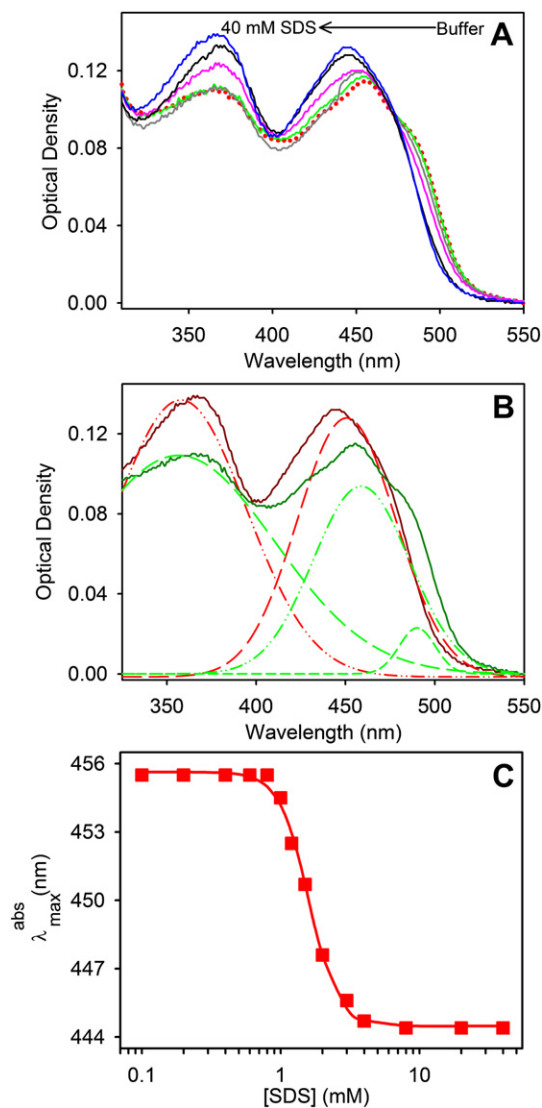 40 mM SDS
Buffer
A
0.12
0.08
0.04
0.00
Optical Density
350 400 450 500 550
Wavelength (nm)
B
0.12
0.08
0.04
0.00
Optical Density
350 400 450 500 550
Wavelength (nm)
C
456
453
450
447
444
λ abs max (nm)
0.1 1 10
[SDS] (mM)